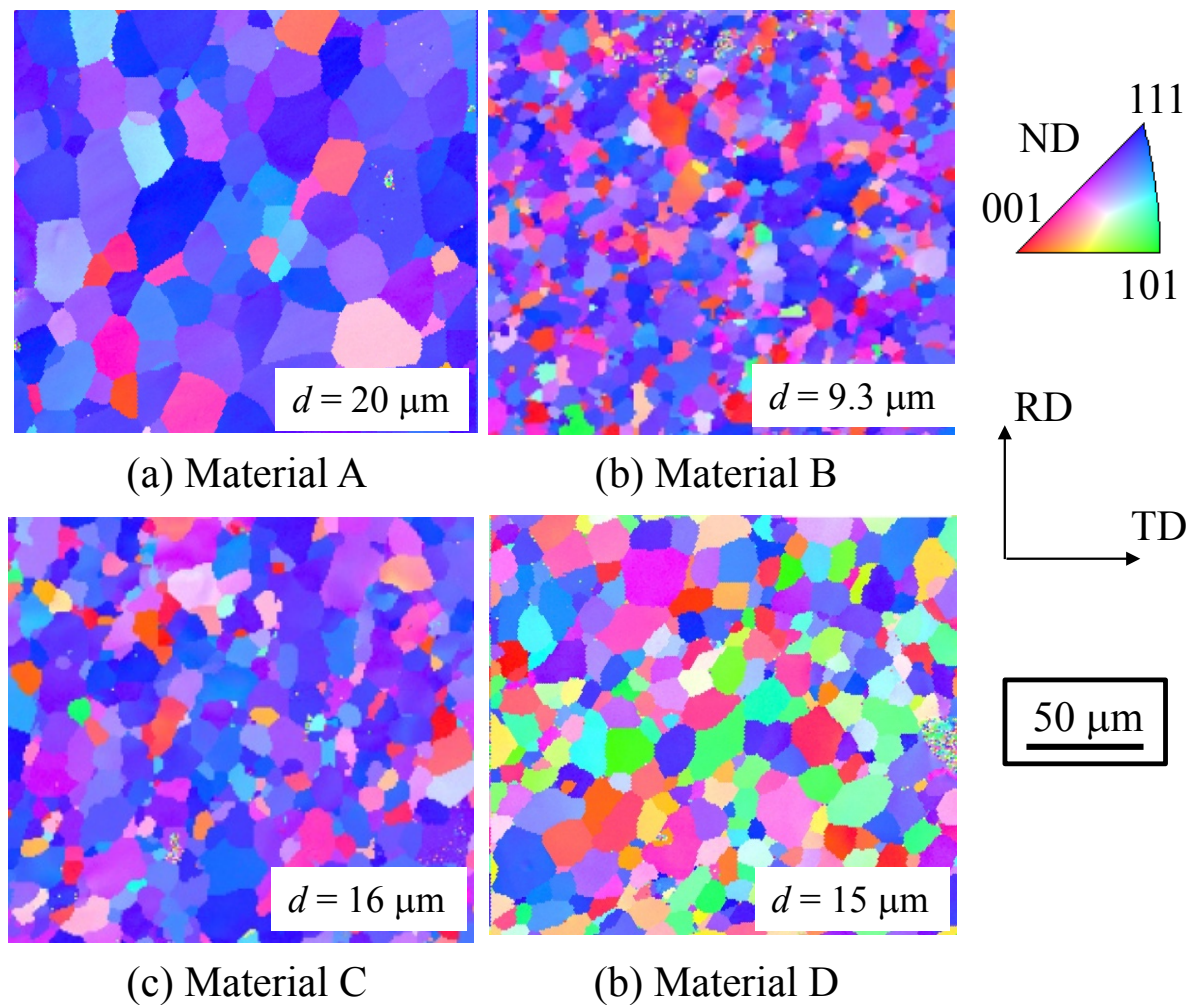 d = 20 μm
(a) Material A
d = 9.3 μm
(b) Material B
d = 16 μm
(c) Material C
d = 15 μm
(b) Material D
111
ND
001
101
RD
TD
50 μm